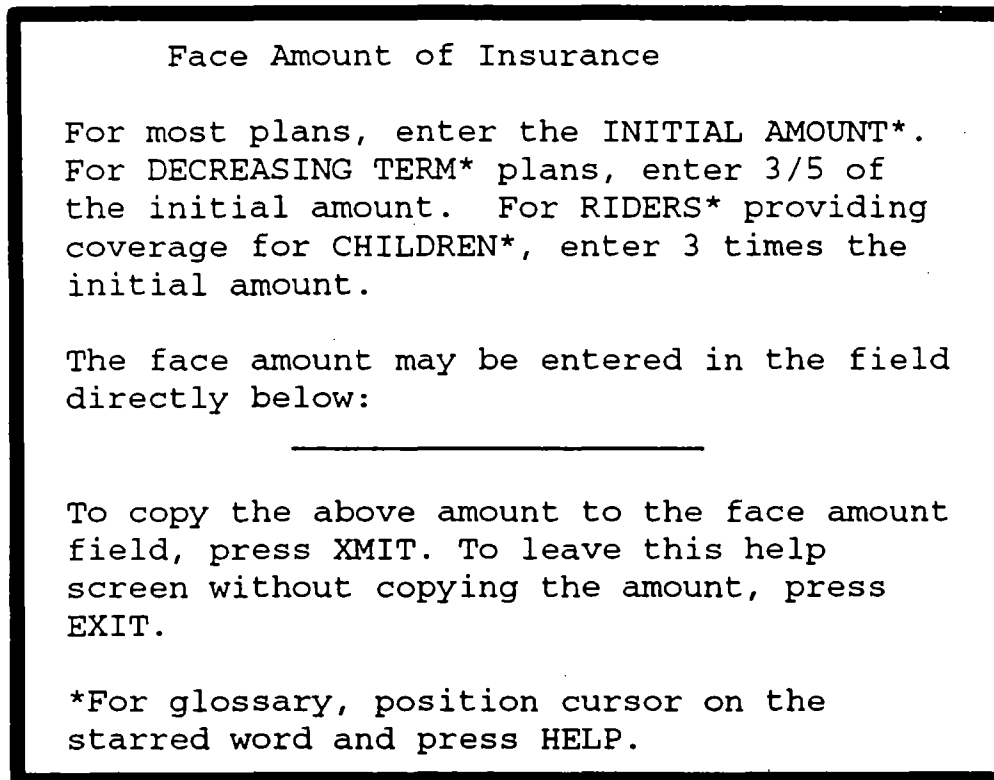 Face Amount of Insurance
For most plans, enter the INITIAL AMOUNT*.
For DECREASING TERM* plans, enter 3/5 of
the initial amount.  For RIDERS* providing
coverage for CHILDREN*, enter 3 times the
initial amount.
The face amount may be entered in the field
directly below:
To copy the above amount to the face amount
field, press XMIT. To leave this help
screen without copying the amount, press
EXIT.
*For glossary, position cursor on the
starred word and press HELP.